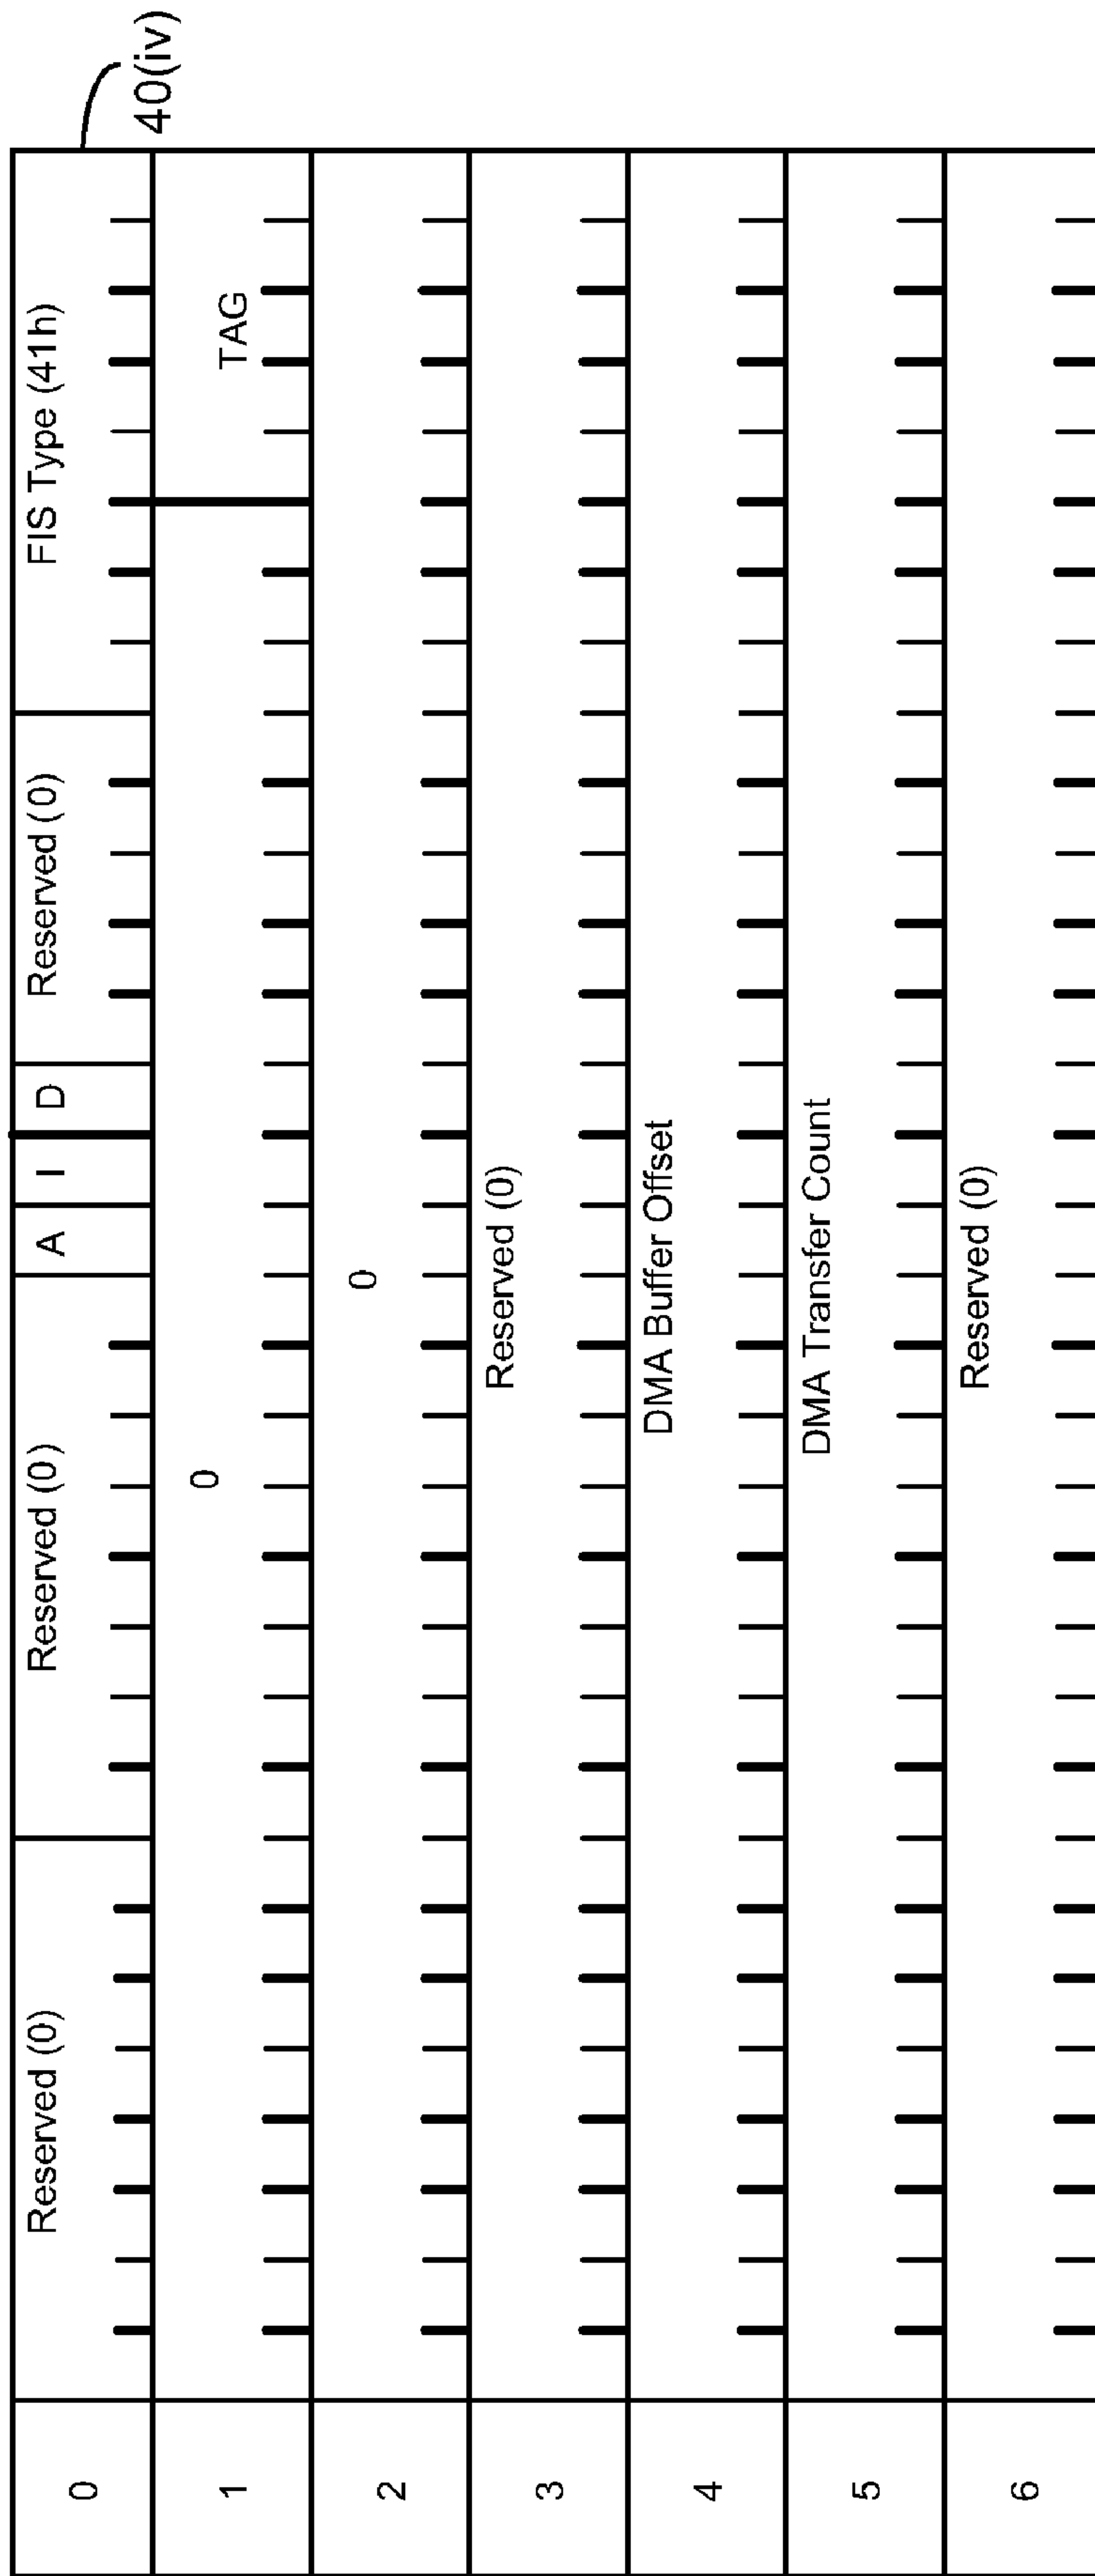 40(iv)
0 Reserved (0) Reserved (0) A I D Reserved (0) FIS Type (41h)
1 0 TAG
2 0
3 Reserved (0)
4 DMA Buffer Offset
5 DMA Transfer Count
6 Reserved (0)